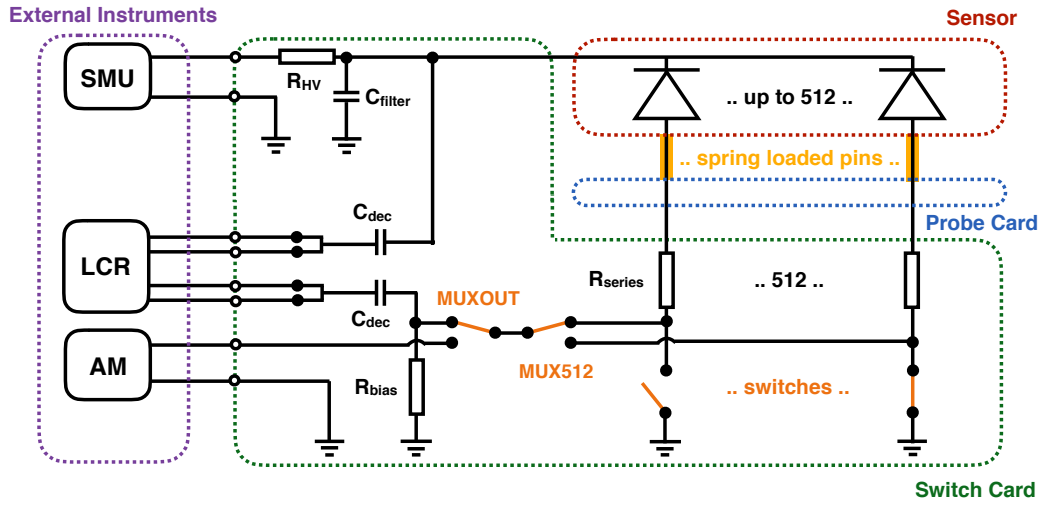 External Instruments
Sensor
SMU
R_HV
C_filter
.. up to 512 ..
.. spring loaded pins ..
Probe Card
C_dec
LCR
R_series
.. 512 ..
MUXOUT
C_dec
AM
MUX512
R_bias
.. switches ..
Switch Card